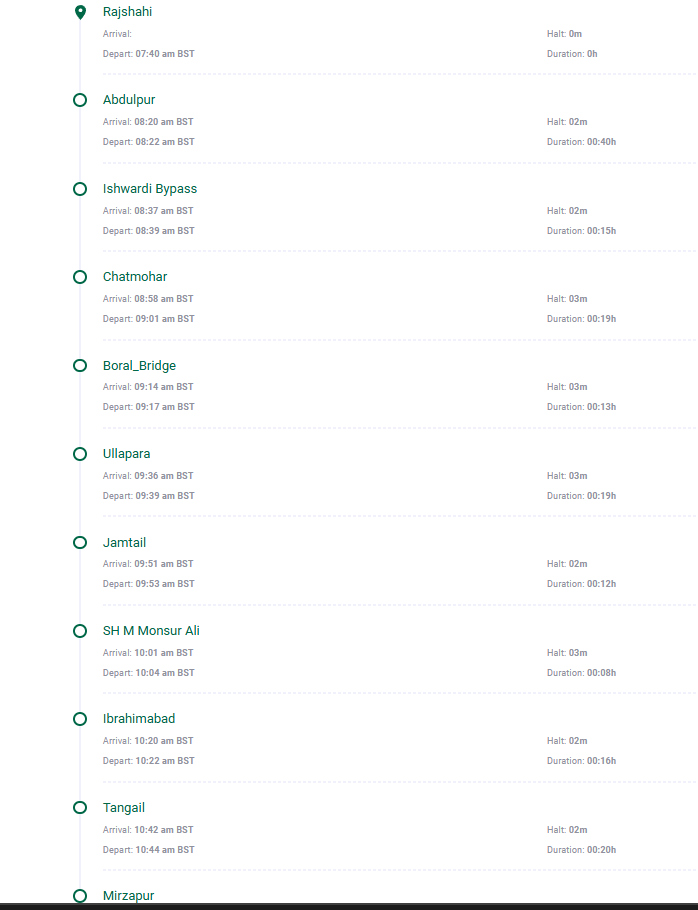 Rajshahi
Arrival: Halt: 0m
Depart: 07:40 am BST Duration: 0h
Abdulpur
Arrival: 08:20 am BST Halt: 02m
Depart: 08:22 am BST Duration: 00:40h
Ishwardi Bypass
Arrival: 08:37 am BST Halt: 02m
Depart: 08:39 am BST Duration: 00:15h
Chatmohar
Arrival: 08:58 am BST Halt: 03m
Depart: 09:01 am BST Duration: 00:19h
Boral_Bridge
Arrival: 09:14 am BST Halt: 03m
Depart: 09:17 am BST Duration: 00:13h
Ullapara
Arrival: 09:36 am BST Halt: 03m
Depart: 09:39 am BST Duration: 00:19h
Jamtail
Arrival: 09:51 am BST Halt: 02m
Depart: 09:53 am BST Duration: 00:12h
SH M Monsur Ali
Arrival: 10:01 am BST Halt: 03m
Depart: 10:04 am BST Duration: 00:08h
Ibrahimabad
Arrival: 10:20 am BST Halt: 02m
Depart: 10:22 am BST Duration: 00:16h
Tangail
Arrival: 10:42 am BST Halt: 02m
Depart: 10:44 am BST Duration: 00:20h
Mirzapur